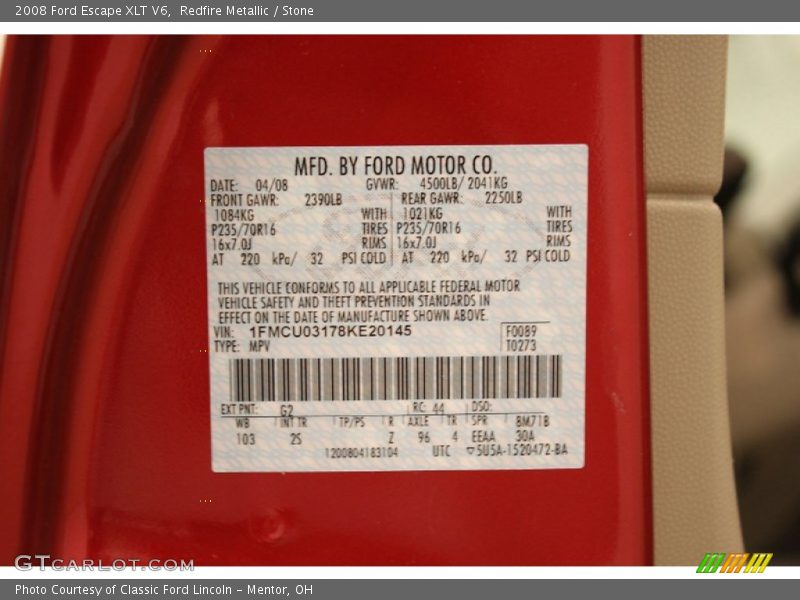 2008 Ford Escape XLT V6, Redfire Metallic / Stone
MFD. BY FORD MOTOR CO.
DATE: 04/08 GVWR: 4500LB/ 2041KG
FRONT GAWR: 2390LB REAR GAWR: 2250LB
1084KG WITH 1021KG WITH
P235/70R16 TIRES P235/70R16 TIRES
16x7.0J RIMS 16x7.0J RIMS
AT 220 kPa/ 32 PSI COLD AT 220 kPa/ 32 PSI COLD
THIS VEHICLE CONFORMS TO ALL APPLICABLE FEDERAL MOTOR
VEHICLE SAFETY AND THEFT PREVENTION STANDARDS IN
EFFECT ON THE DATE OF MANUFACTURE SHOWN ABOVE.
VIN: 1FMCU03178KE20145 F0089
TYPE: MPV T0273
EXT PNT: G2 RC: 44 DSO:
WB INT TR TP/PS R AXLE TR SPR BM71B
103 2S Z 96 4 EEAA 30A
1200804183104 UTC ▽5U5A-1520472-BA
GTCARLOT.COM
Photo Courtesy of Classic Ford Lincoln - Mentor, OH